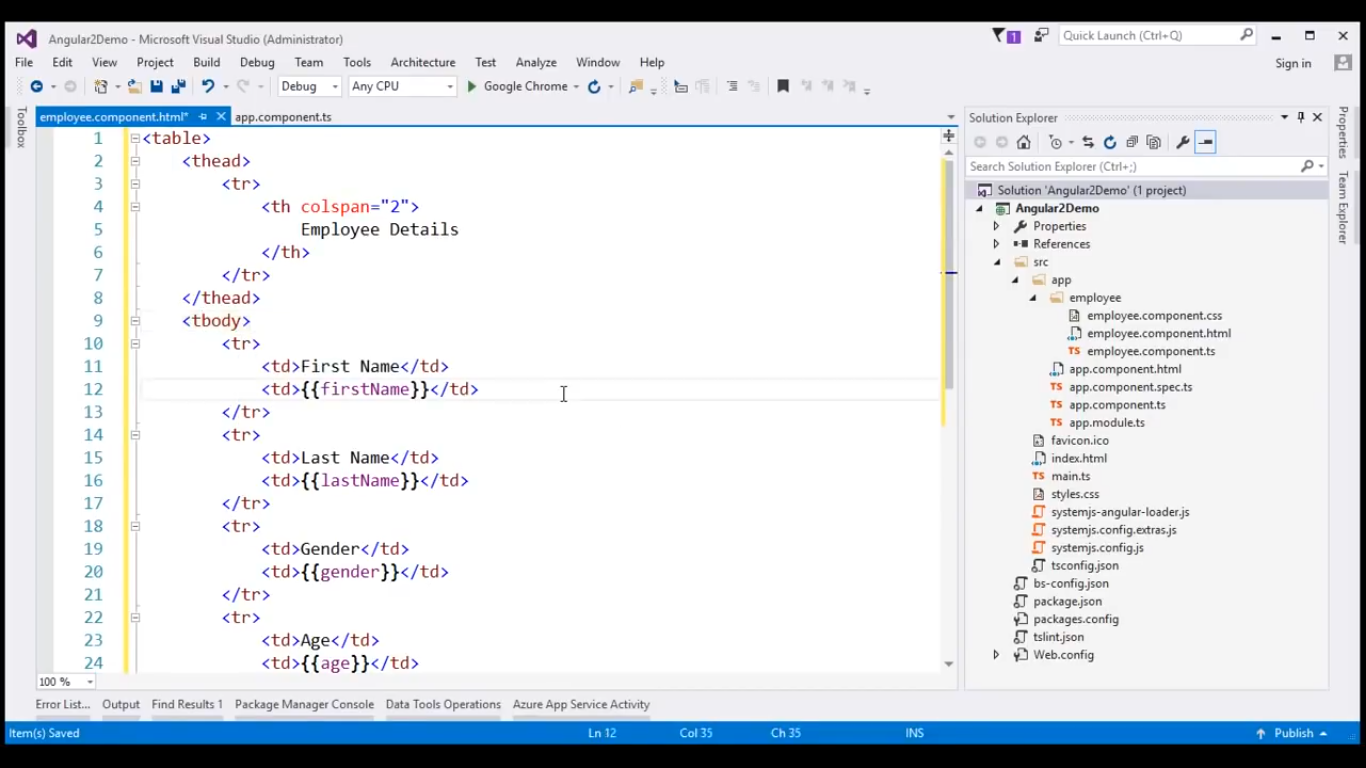 Angular2Demo - Microsoft Visual Studio (Administrator)
1
Quick Launch (Ctrl+Q)
File Edit View Project Build Debug Team Tools Architecture Test Analyze Window Help
Sign in
Debug Any CPU Google Chrome
Toolbox
employee.component.html* app.component.ts
1 <table>
2 <thead>
3 <tr>
4 <th colspan="2">
5 Employee Details
6 </th>
7 </tr>
8 </thead>
9 <tbody>
10 <tr>
11 <td>First Name</td>
12 <td>{{firstName}}</td>
13 </tr>
14 <tr>
15 <td>Last Name</td>
16 <td>{{lastName}}</td>
17 </tr>
18 <tr>
19 <td>Gender</td>
20 <td>{{gender}}</td>
21 </tr>
22 <tr>
23 <td>Age</td>
24 <td>{{age}}</td>
100 %
Solution Explorer
Search Solution Explorer (Ctrl+;)
Solution 'Angular2Demo' (1 project)
Angular2Demo
Properties
References
src
app
employee
employee.component.css
employee.component.html
TS employee.component.ts
app.component.html
TS app.component.spec.ts
TS app.component.ts
TS app.module.ts
favicon.ico
index.html
TS main.ts
styles.css
systemjs-angular-loader.js
systemjs.config.extras.js
systemjs.config.js
tsconfig.json
bs-config.json
package.json
packages.config
tslint.json
Web.config
Properties
Team Explorer
Error List... Output Find Results 1 Package Manager Console Data Tools Operations Azure App Service Activity
Item(s) Saved Ln 12 Col 35 Ch 35 INS Publish